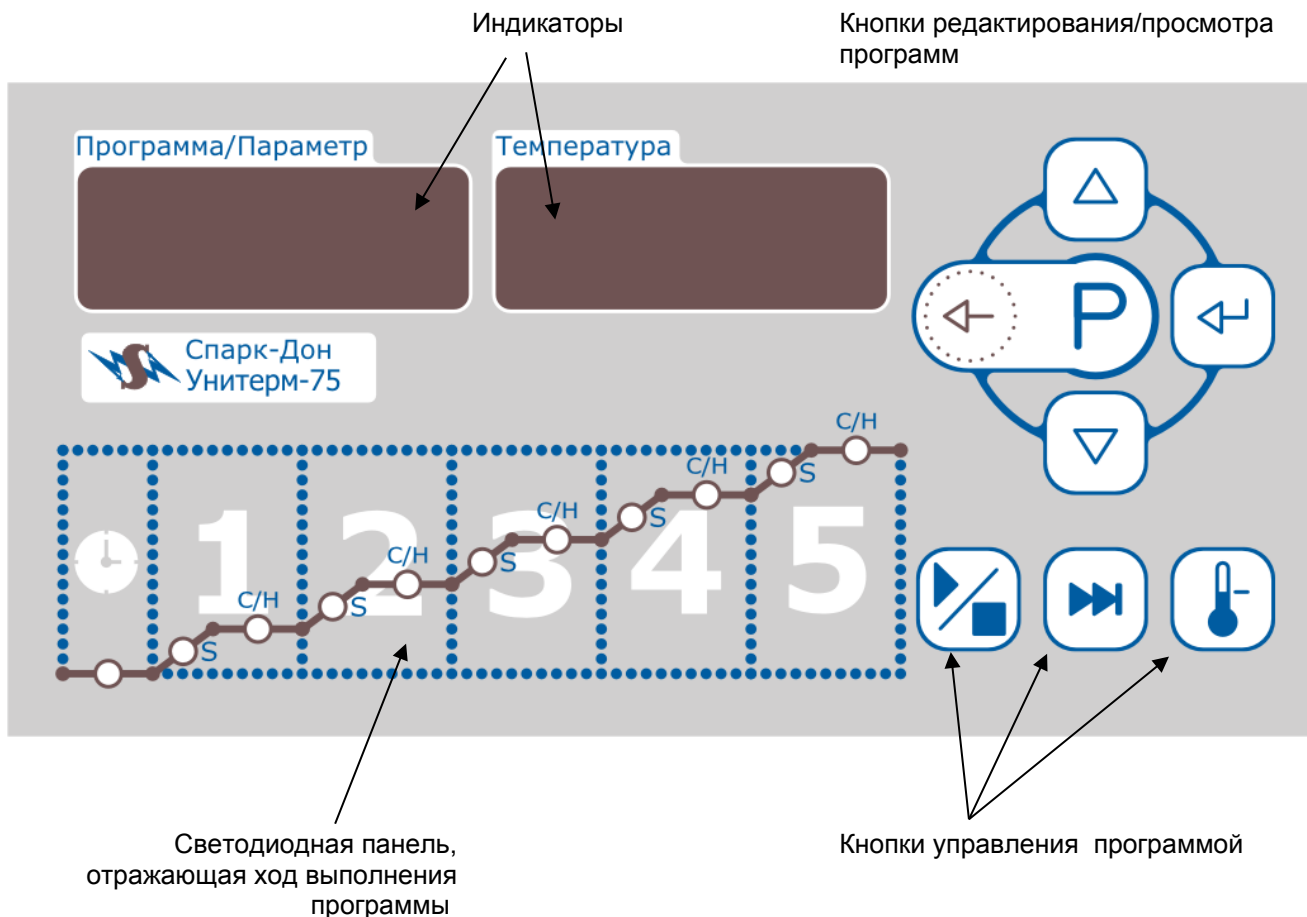 Индикаторы
Кнопки редактирования/просмотра
программ
Программа/Параметр
Температура
P
Спарк-Дон
Унитерм-75
1 2 3 4 5
S C/H
S C/H
S C/H
S C/H
S C/H
Светодиодная панель,
отражающая ход выполнения
программы
Кнопки управления программой